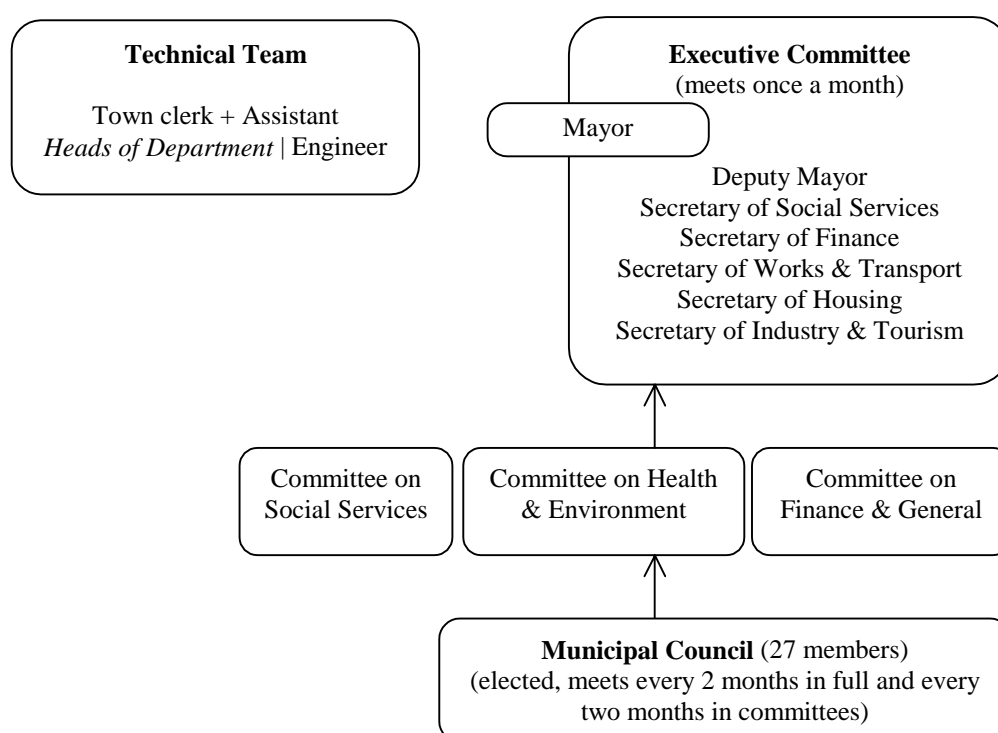 Technical Team
Town clerk + Assistant
Heads of Department | Engineer
Executive Committee
(meets once a month)
Mayor
Deputy Mayor
Secretary of Social Services
Secretary of Finance
Secretary of Works & Transport
Secretary of Housing
Secretary of Industry & Tourism
Committee on
Social Services
Committee on Health
& Environment
Committee on
Finance & General
Municipal Council (27 members)
(elected, meets every 2 months in full and every
two months in committees)